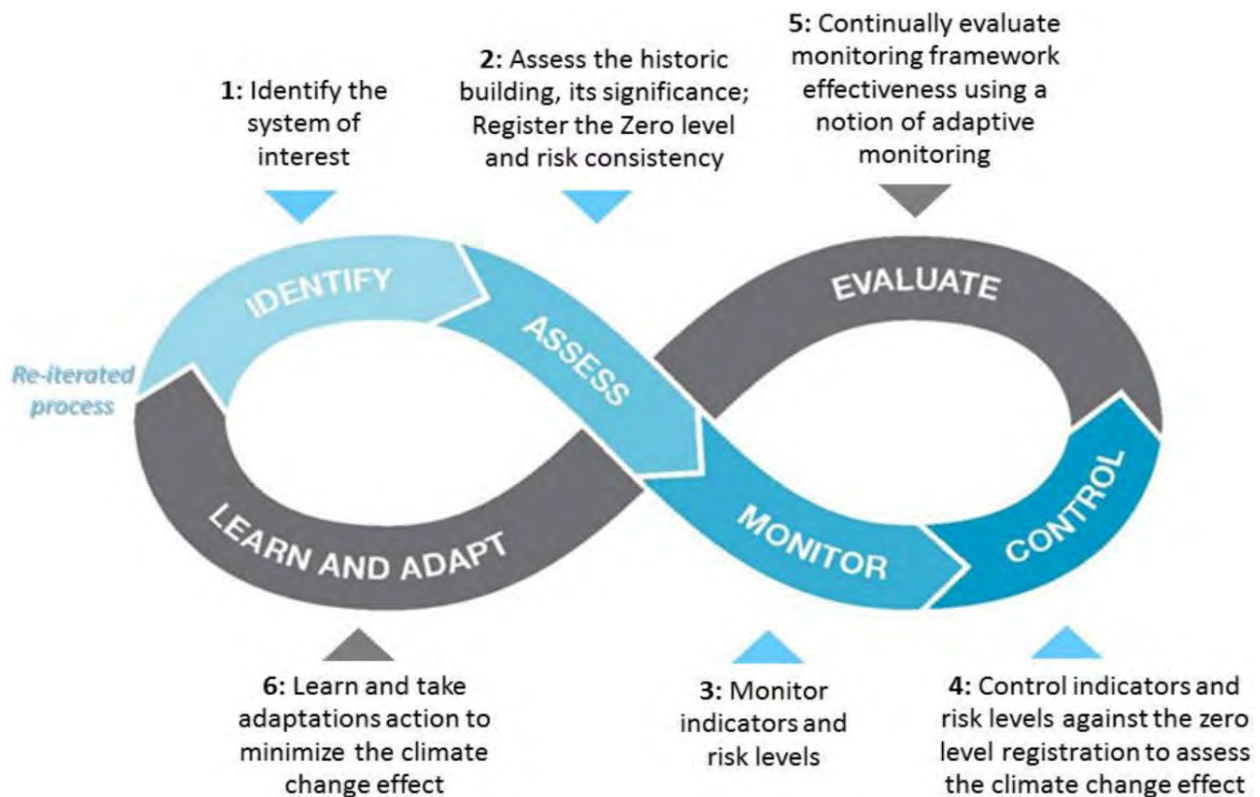 1: Identify the
system of
interest
2: Assess the historic
building, its significance;
Register the Zero level
and risk consistency
5: Continually evaluate
monitoring framework
effectiveness using a
notion of adaptive
monitoring
IDENTIFY
ASSESS
EVALUATE
Re-iterated
process
LEARN AND ADAPT
MONITOR
CONTROL
6: Learn and take
adaptations action to
minimize the climate
change effect
3: Monitor
indicators and
risk levels
4: Control indicators and
risk levels against the zero
level registration to assess
the climate change effect